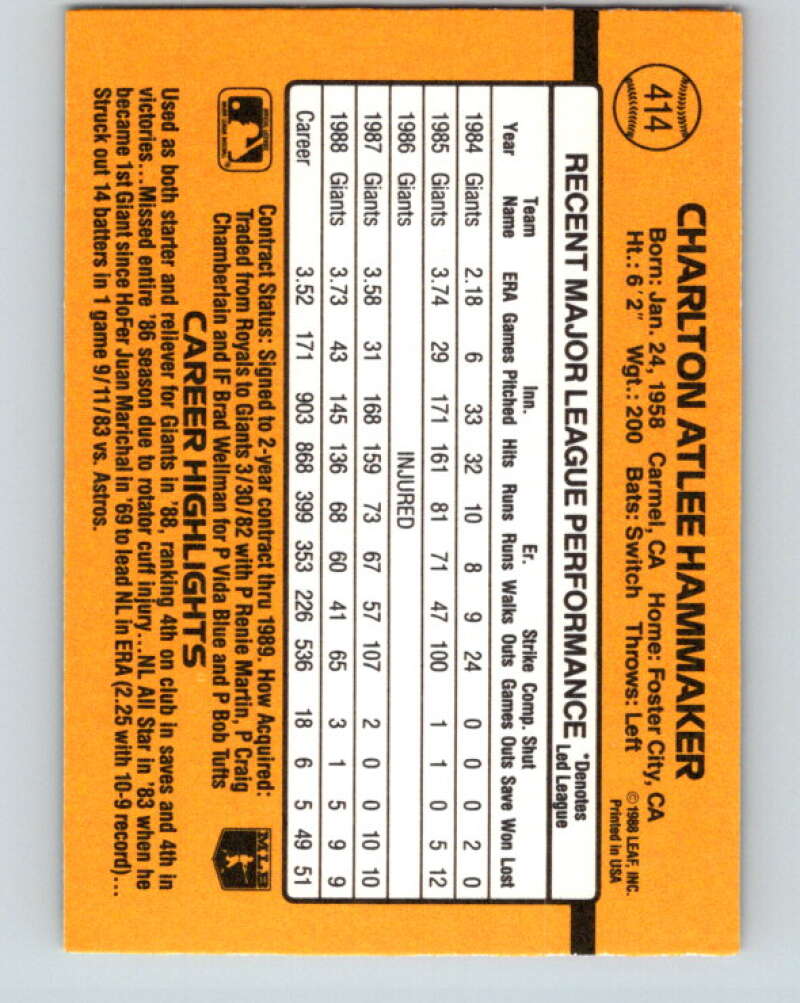 414
CHARLTON ATLEE HAMMAKER
Born: Jan. 24, 1958 Carmel, CA Home: Foster City, CA
Ht.: 6'2" Wgt.: 200 Bats: Switch Throws: Left
© 1988 LEAF, INC.
Printed in USA
RECENT MAJOR LEAGUE PERFORMANCE
*Denotes
Led League
Team Inn. Er. Strike Comp. Shut
Year Name ERA Games Pitched Hits Runs Runs Walks Outs Games Outs Save Won Lost
1984 Giants 2.18 6 33 32 10 8 9 24 0 0 0 2 0
1985 Giants 3.74 29 171 161 81 71 47 100 1 1 0 5 12
1986 Giants INJURED
1987 Giants 3.58 31 168 159 73 67 57 107 2 0 0 10 10
1988 Giants 3.73 43 145 136 68 60 41 65 3 1 5 9 9
Career 3.52 171 903 868 399 353 226 536 18 6 5 49 51
Contract Status: Signed to 2-year contract thru 1989. How Acquired:
Traded from Royals to Giants 3/30/82 with P Renie Martin, P Craig
Chamberlain and IF Brad Wellman for P Vida Blue and P Bob Tufts
MLB
CAREER HIGHLIGHTS
Used as both starter and reliever for Giants in '88, ranking 4th on club in saves and 4th in
victories...Missed entire '86 season due to rotator cuff injury...NL All Star in '83 when he
became 1st Giant since HoFer Juan Marichal in '69 to lead NL in ERA (2.25 with 10-9 record)...
Struck out 14 batters in 1 game 9/11/83 vs. Astros.